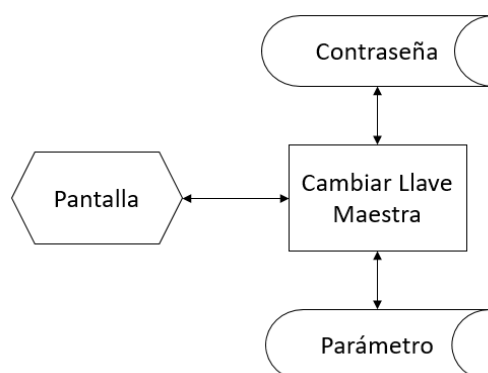 Contraseña
Pantalla
Cambiar Llave
Maestra
Parámetro